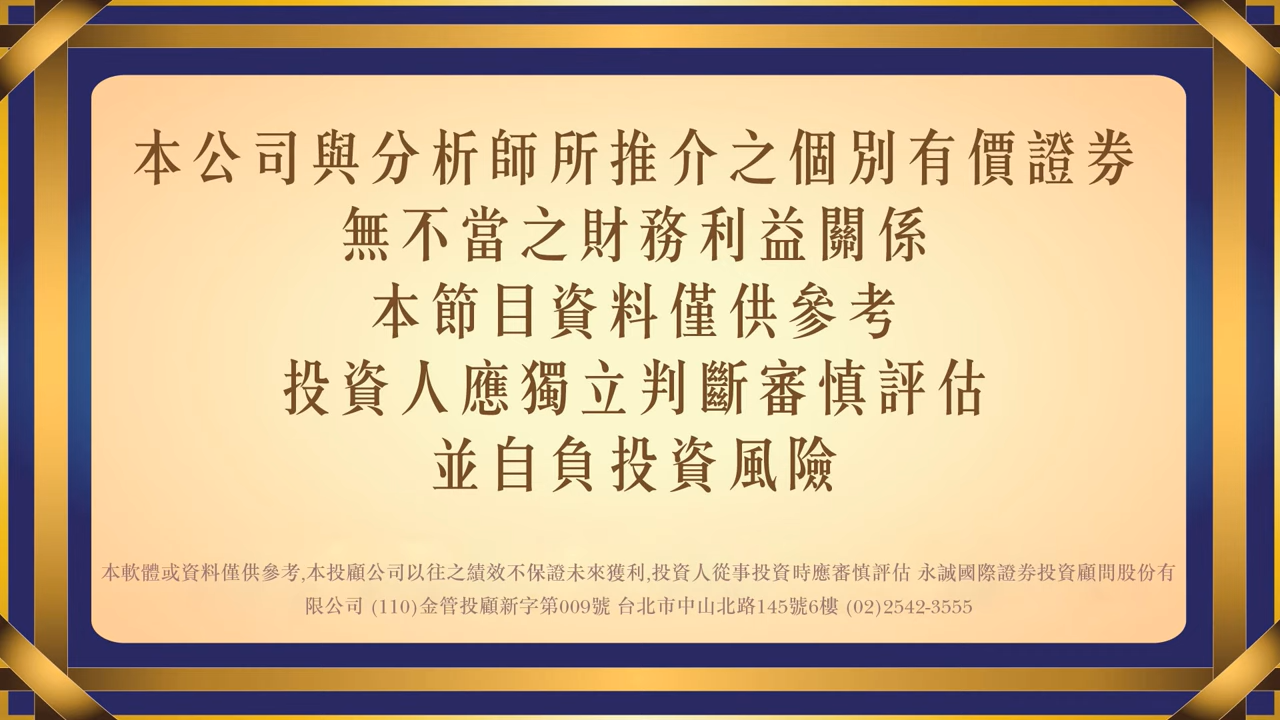 本公司與分析師所推介之個別有價證券
無不當之財務利益關係
本節目資料僅供參考
投資人應獨立判斷審慎評估
並自負投資風險
本軟體或資料僅供參考,本投顧公司以往之績效不保證未來獲利,投資人從事投資時應審慎評估 永誠國際證券投資顧問股份有
限公司 (110)金管投顧新字第009號 台北市中山北路145號6樓 (02)2542-3555